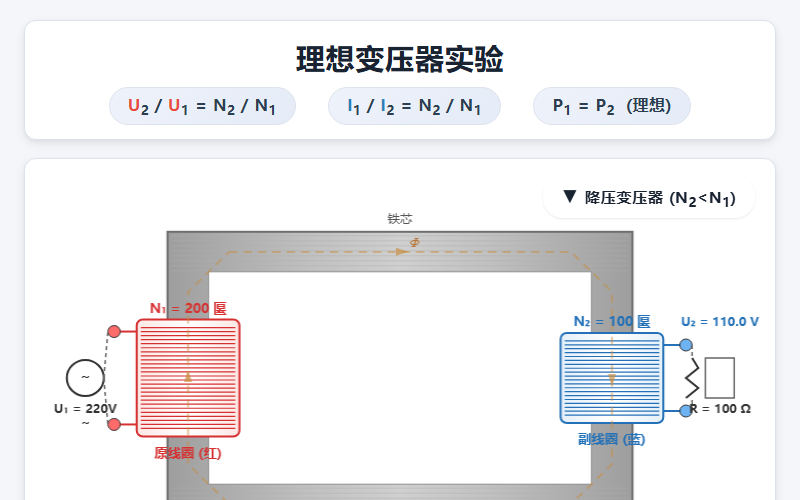 理想变压器实验
U₂ / U₁ = N₂ / N₁
I₁ / I₂ = N₂ / N₁
P₁ = P₂ (理想)
▼ 降压变压器 (N₂<N₁)
铁芯
Φ
N₁ = 200 匽
N₂ = 100 匽
U₂ = 110.0 V
~
U₁ = 220V
~
R = 100 Ω
原线圈 (红)
副线圈 (蓝)